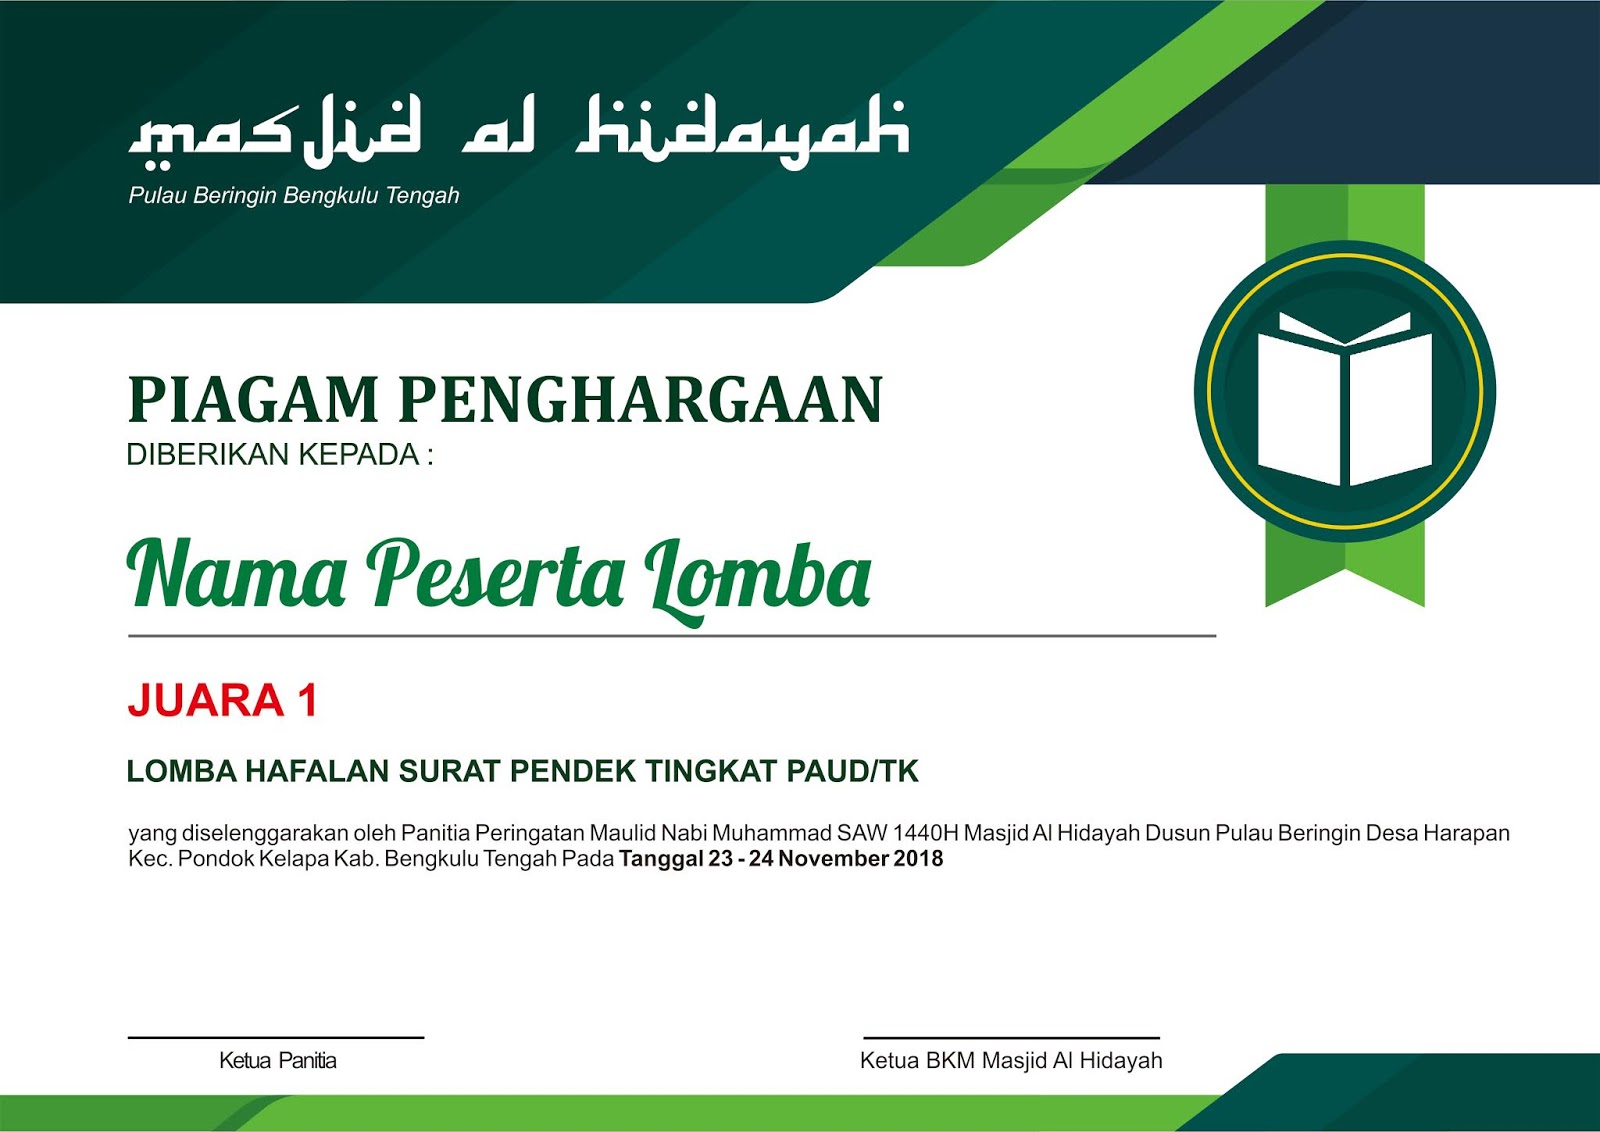 masjid al hidayah
Pulau Beringin Bengkulu Tengah
PIAGAM PENGHARGAAN
DIBERIKAN KEPADA :
Nama Peserta Lomba
JUARA 1
LOMBA HAFALAN SURAT PENDEK TINGKAT PAUD/TK
yang diselenggarakan oleh Panitia Peringatan Maulid Nabi Muhammad SAW 1440H Masjid Al Hidayah Dusun Pulau Beringin Desa Harapan
Kec. Pondok Kelapa Kab. Bengkulu Tengah Pada Tanggal 23 - 24 November 2018
Ketua Panitia
Ketua BKM Masjid Al Hidayah